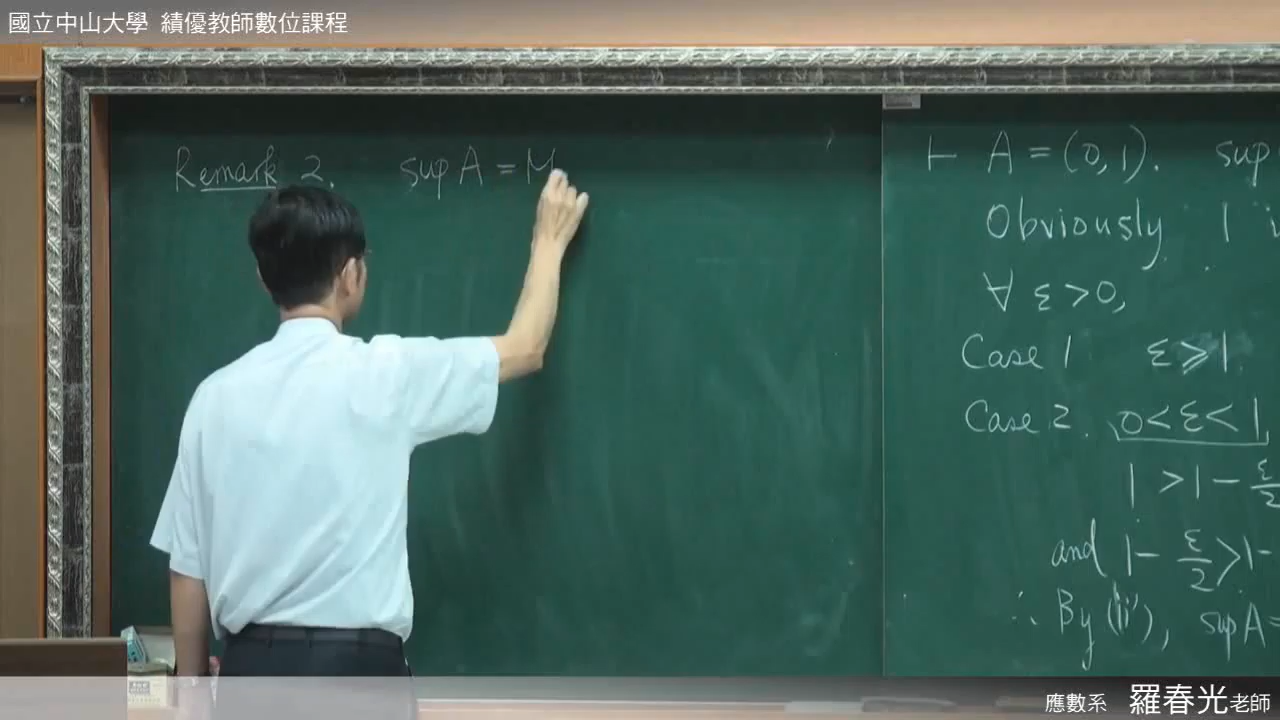 國立中山大學 績優教師數位課程
Remark 2. sup A = M
⊢ A = (0,1). sup
Obviously 1
∀ ε > 0,
Case 1 ε ⩾ 1
Case 2. 0 < ε < 1,
1 > 1 - ε/2
and 1 - ε/2 > 1 -
∴ By (ii'), sup A =
應數系 羅春光老師